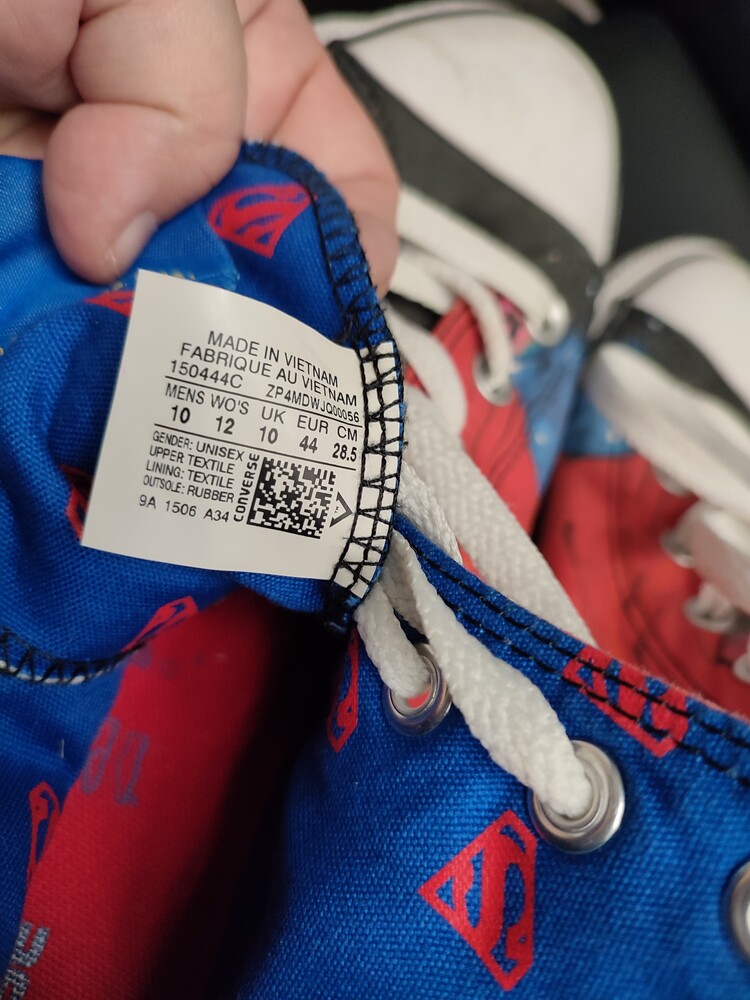 MADE IN VIETNAM
FABRIQUE AU VIETNAM
150444C ZP4MDWJQ00056
MENS WO'S UK EUR CM
10 12 10 44 28.5
GENDER: UNISEX
UPPER TEXTILE
LINING: TEXTILE
OUTSOLE: RUBBER
CONVERSE
9A 1506 A34